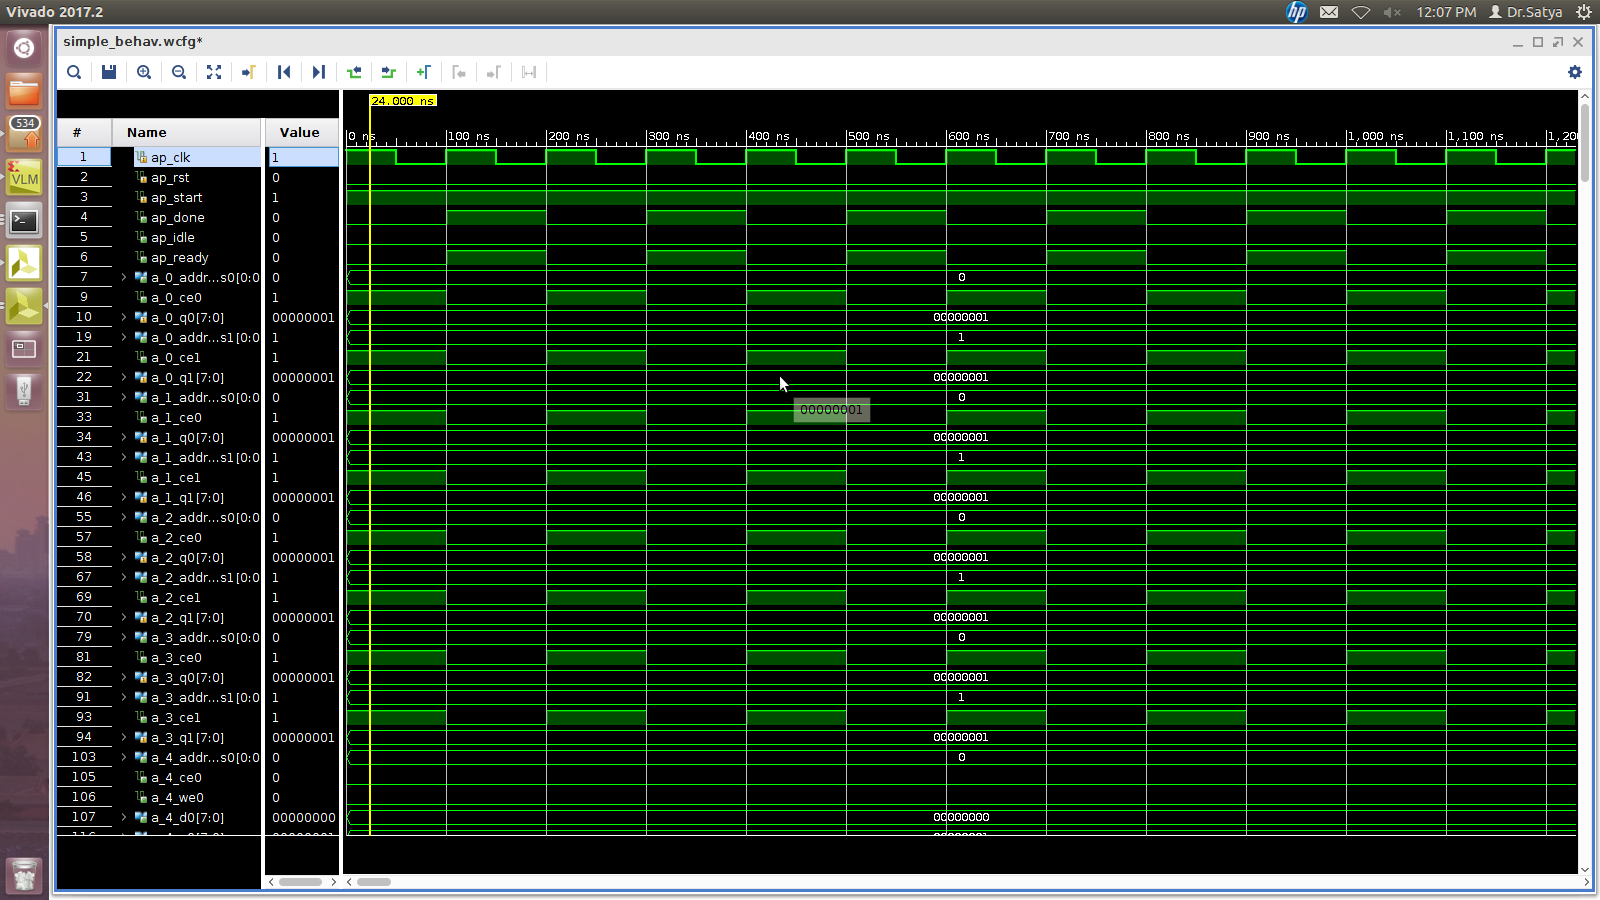 Vivado 2017.2
12:07 PM
Dr.Satya
534
VLM
simple_behav.wcfg*
24.000 ns
# Name Value
0 ns 100 ns 200 ns 300 ns 400 ns 500 ns 600 ns 700 ns 800 ns 900 ns 1,000 ns 1,100 ns 1,200
1 ap_clk 1
2 ap_rst 0
3 ap_start 1
4 ap_done 0
5 ap_idle 0
6 ap_ready 0
7 a_0_addr...s0[0:0 0 0
9 a_0_ce0 1
10 a_0_q0[7:0] 00000001 00000001
19 a_0_addr...s1[0:0 1 1
21 a_0_ce1 1
22 a_0_q1[7:0] 00000001 00000001
31 a_1_addr...s0[0:0 0 0
33 a_1_ce0 1
00000001
34 a_1_q0[7:0] 00000001 00000001
43 a_1_addr...s1[0:0 1 1
45 a_1_ce1 1
46 a_1_q1[7:0] 00000001 00000001
55 a_2_addr...s0[0:0 0 0
57 a_2_ce0 1
58 a_2_q0[7:0] 00000001 00000001
67 a_2_addr...s1[0:0 1 1
69 a_2_ce1 1
70 a_2_q1[7:0] 00000001 00000001
79 a_3_addr...s0[0:0 0 0
81 a_3_ce0 1
82 a_3_q0[7:0] 00000001 00000001
91 a_3_addr...s1[0:0 1 1
93 a_3_ce1 1
94 a_3_q1[7:0] 00000001 00000001
103 a_4_addr...s0[0:0 0 0
105 a_4_ce0 0
106 a_4_we0 0
107 a_4_d0[7:0] 00000000 00000000